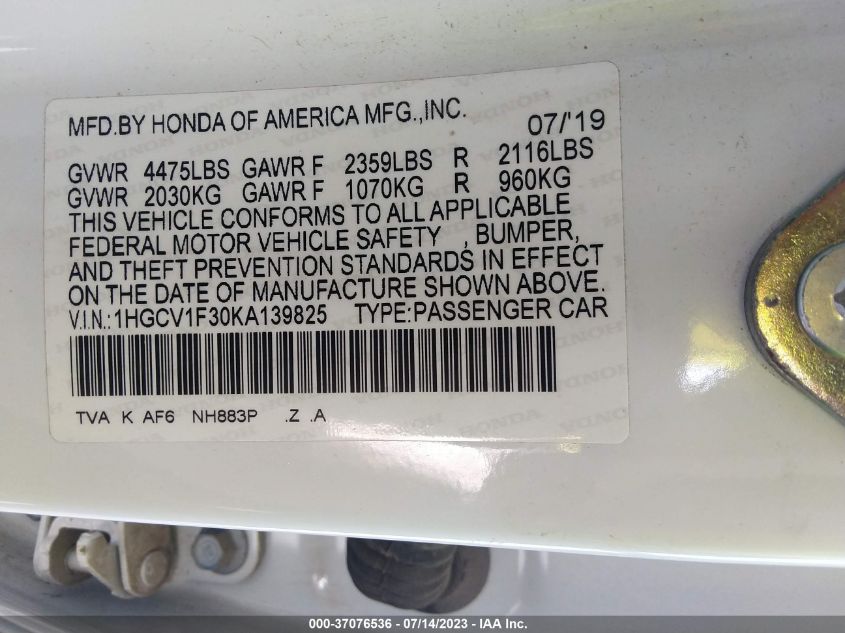 MFD.BY HONDA OF AMERICA MFG.,INC. 07/'19
GVWR 4475LBS GAWR F 2359LBS R 2116LBS
GVWR 2030KG GAWR F 1070KG R 960KG
THIS VEHICLE CONFORMS TO ALL APPLICABLE
FEDERAL MOTOR VEHICLE SAFETY , BUMPER,
AND THEFT PREVENTION STANDARDS IN EFFECT
ON THE DATE OF MANUFACTURE SHOWN ABOVE.
V.I.N.:1HGCV1F30KA139825 TYPE:PASSENGER CAR
TVA K AF6 NH883P .Z .A
000-37076536 - 07/14/2023 - IAA Inc.